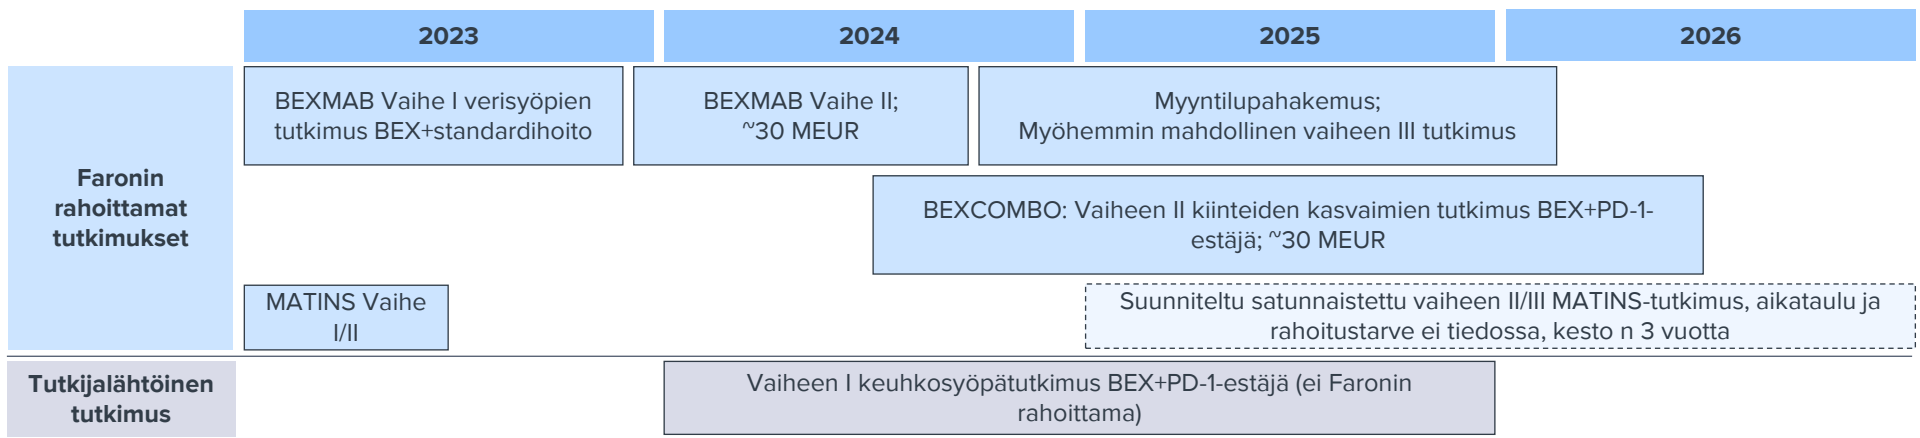 2023
2024
2025
2026
Faronin
rahoittamat
tutkimukset
BEXMAB Vaihe I verisyöpien
tutkimus BEX+standardihoito
BEXMAB Vaihe II;
~30 MEUR
Myyntilupahakemus;
Myöhemmin mahdollinen vaiheen III tutkimus
BEXCOMBO: Vaiheen II kiinteiden kasvaimien tutkimus BEX+PD-1-
estäjä; ~30 MEUR
MATINS Vaihe
I/II
Suunniteltu satunnaistettu vaiheen II/III MATINS-tutkimus, aikataulu ja
rahoitustarve ei tiedossa, kesto n 3 vuotta
Tutkijalähtöinen
tutkimus
Vaiheen I keuhkosyöpätutkimus BEX+PD-1-estäjä (ei Faronin
rahoittama)